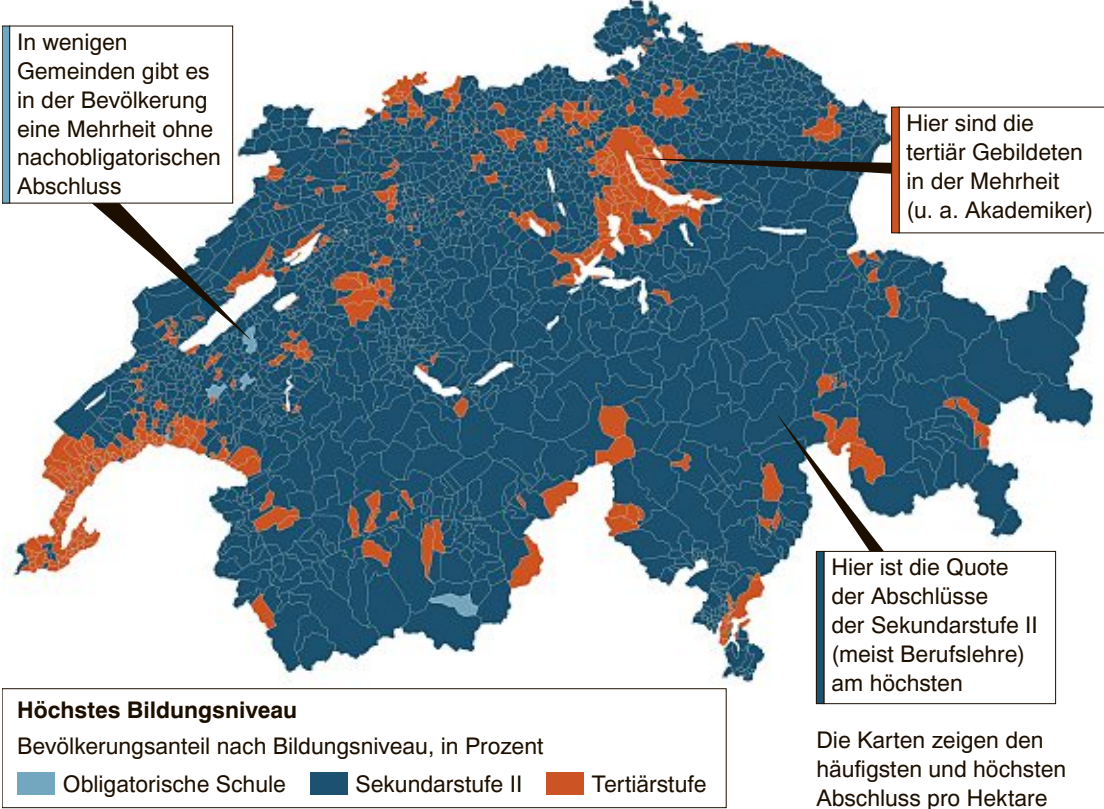 In wenigen
Gemeinden gibt es
in der Bevölkerung
eine Mehrheit ohne
nachobligatorischen
Abschluss
Hier sind die
tertiär Gebildeten
in der Mehrheit
(u. a. Akademiker)
Hier ist die Quote
der Abschlüsse
der Sekundarstufe II
(meist Berufslehre)
am höchsten
Höchstes Bildungsniveau
Bevölkerungsanteil nach Bildungsniveau, in Prozent
Obligatorische Schule Sekundarstufe II Tertiärstufe
Die Karten zeigen den
häufigsten und höchsten
Abschluss pro Hektare